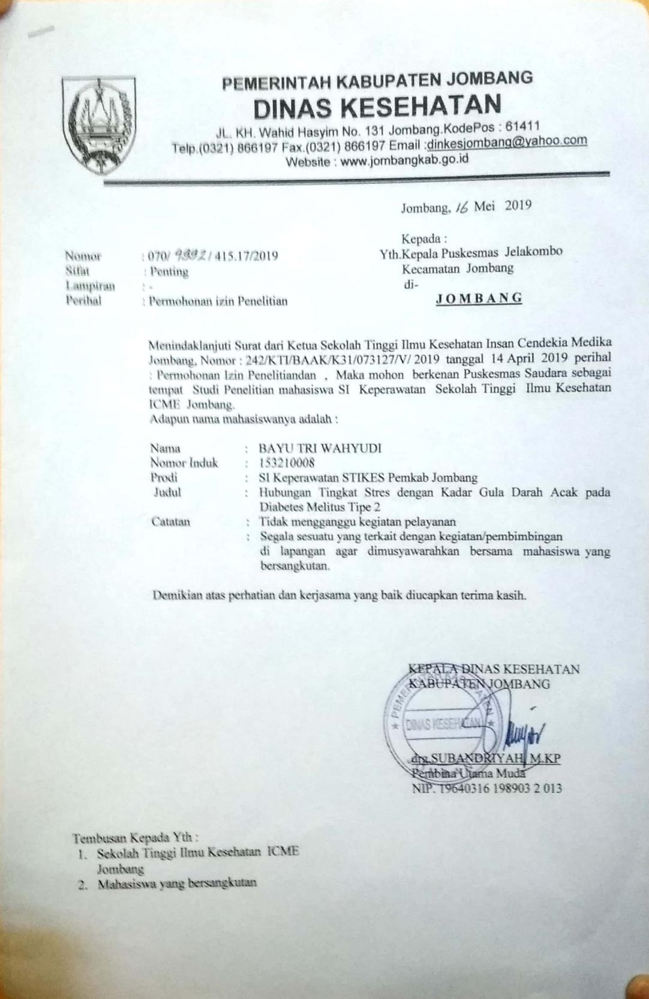 PEMERINTAH KABUPATEN JOMBANG
DINAS KESEHATAN
JL. KH. Wahid Hasyim No. 131 Jombang.KodePos : 61411
Telp.(0321) 866197 Fax.(0321) 866197 Email :dinkesjombang@yahoo.com
Website : www.jombangkab.go.id
Jombang, 16 Mei 2019
Kepada :
Yth.Kepala Puskesmas Jelakombo
Kecamatan Jombang
di-
J O M B A N G
Nomor : 070/ / 415.17/2019
Sifat : Penting
Lampiran : -
Perihal : Permohonan izin Penelitian
Menindaklanjuti Surat dari Ketua Sekolah Tinggi Ilmu Kesehatan Insan Cendekia Medika
Jombang, Nomor : 242/KTI/BAAK/K31/073127/V/ 2019 tanggal 14 April 2019 perihal
: Permohonan Izin Penelitiandan , Maka mohon berkenan Puskesmas Saudara sebagai
tempat Studi Penelitian mahasiswa SI Keperawatan Sekolah Tinggi Ilmu Kesehatan
ICME Jombang.
Adapun nama mahasiswanya adalah :
Nama : BAYU TRI WAHYUDI
Nomor Induk : 153210008
Prodi : SI Keperawatan STIKES Pemkab Jombang
Judul : Hubungan Tingkat Stres dengan Kadar Gula Darah Acak pada
Diabetes Melitus Tipe 2
Catatan : Tidak mengganggu kegiatan pelayanan
: Segala sesuatu yang terkait dengan kegiatan/pembimbingan
di lapangan agar dimusyawarahkan bersama mahasiswa yang
bersangkutan.
Demikian atas perhatian dan kerjasama yang baik diucapkan terima kasih.
KEPALA DINAS KESEHATAN
KABUPATEN JOMBANG
PEMERINTAH KABUPATEN
DINAS KESEHATAN
drg.SUBANDRIYAH, M.KP
Pembina Utama Muda
NIP. 19640316 198903 2 013
Tembusan Kepada Yth :
1. Sekolah Tinggi Ilmu Kesehatan ICME
Jombang
2. Mahasiswa yang bersangkutan